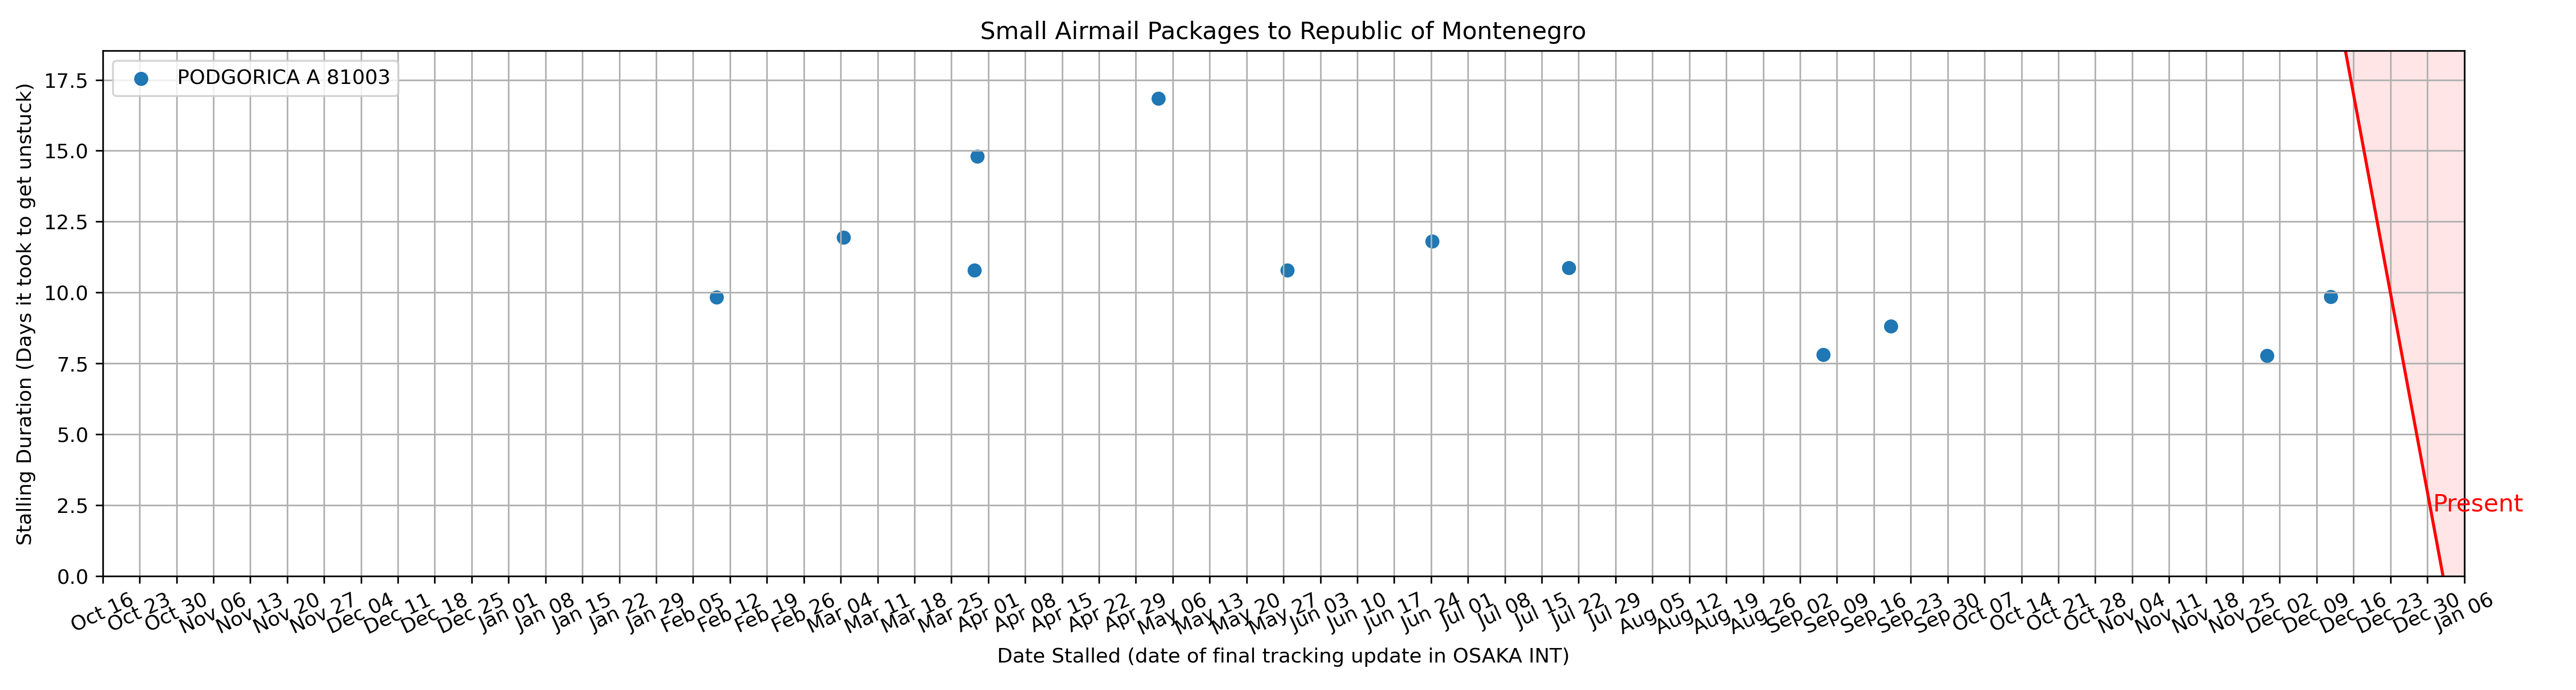 Small Airmail Packages to Republic of Montenegro
PODGORICA A 81003
Stalling Duration (Days it took to get unstuck)
17.5
15.0
12.5
10.0
7.5
5.0
2.5
0.0
Present
Oct 16 Oct 23 Oct 30 Nov 06 Nov 13 Nov 20 Nov 27 Dec 04 Dec 11 Dec 18 Dec 25 Jan 01 Jan 08 Jan 15 Jan 22 Jan 29 Feb 05 Feb 12 Feb 19 Feb 26 Mar 04 Mar 11 Mar 18 Mar 25 Apr 01 Apr 08 Apr 15 Apr 22 Apr 29 May 06 May 13 May 20 May 27 Jun 03 Jun 10 Jun 17 Jun 24 Jul 01 Jul 08 Jul 15 Jul 22 Jul 29 Aug 05 Aug 12 Aug 19 Aug 26 Sep 02 Sep 09 Sep 16 Sep 23 Sep 30 Oct 07 Oct 14 Oct 21 Oct 28 Nov 04 Nov 11 Nov 18 Nov 25 Dec 02 Dec 09 Dec 16 Dec 23 Dec 30 Jan 06
Date Stalled (date of final tracking update in OSAKA INT)